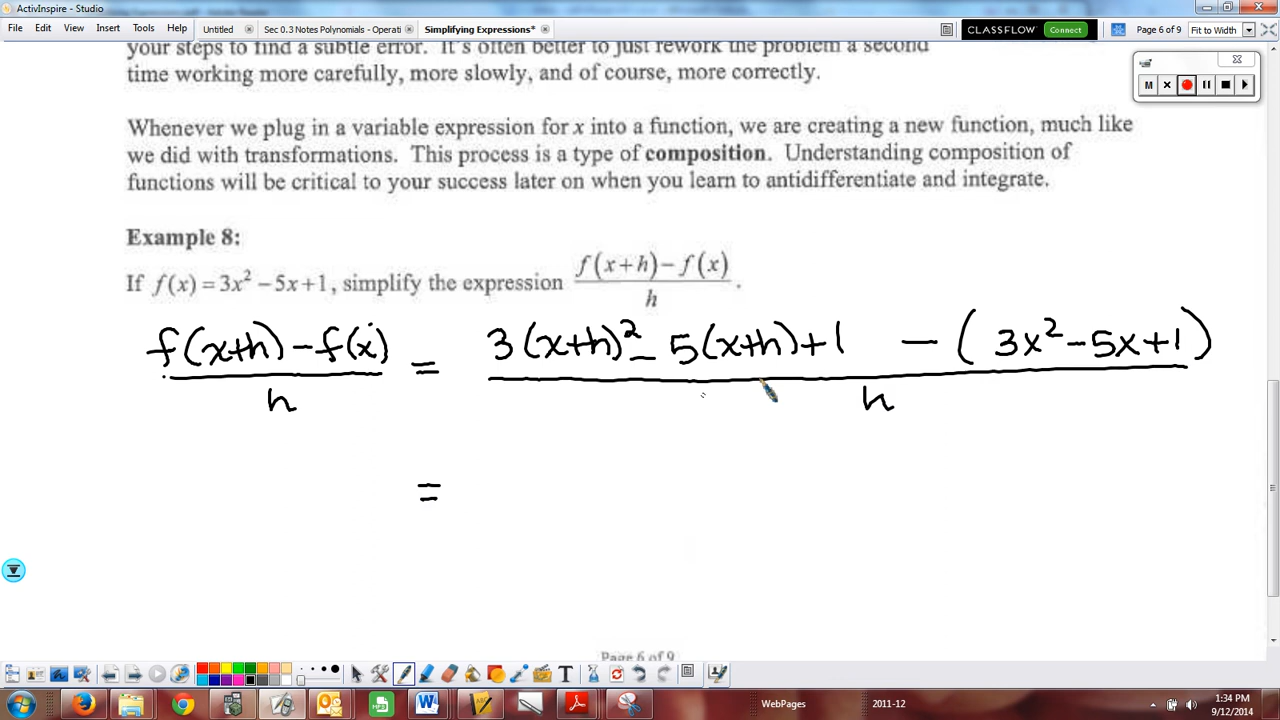 ActivInspire - Studio
File Edit View Insert Tools Help Untitled Sec 0.3 Notes Polynomials - Operati Simplifying Expressions* CLASSFLOW Connect Page 6 of 9 Fit to Width
your steps to find a subtle error. It's often better to just rework the problem a second
time working more carefully, more slowly, and of course, more correctly.
M
Whenever we plug in a variable expression for x into a function, we are creating a new function, much like
we did with transformations. This process is a type of composition. Understanding composition of
functions will be critical to your success later on when you learn to antidifferentiate and integrate.
Example 8:
If f(x) = 3x² - 5x + 1, simplify the expression f(x+h) - f(x) / h .
f(x+h) - f(x) / h = 3(x+h)² - 5(x+h) + 1 - (3x² - 5x + 1) / h
=
Page 6 of 9
T
WebPages 2011-12 1:34 PM
9/12/2014